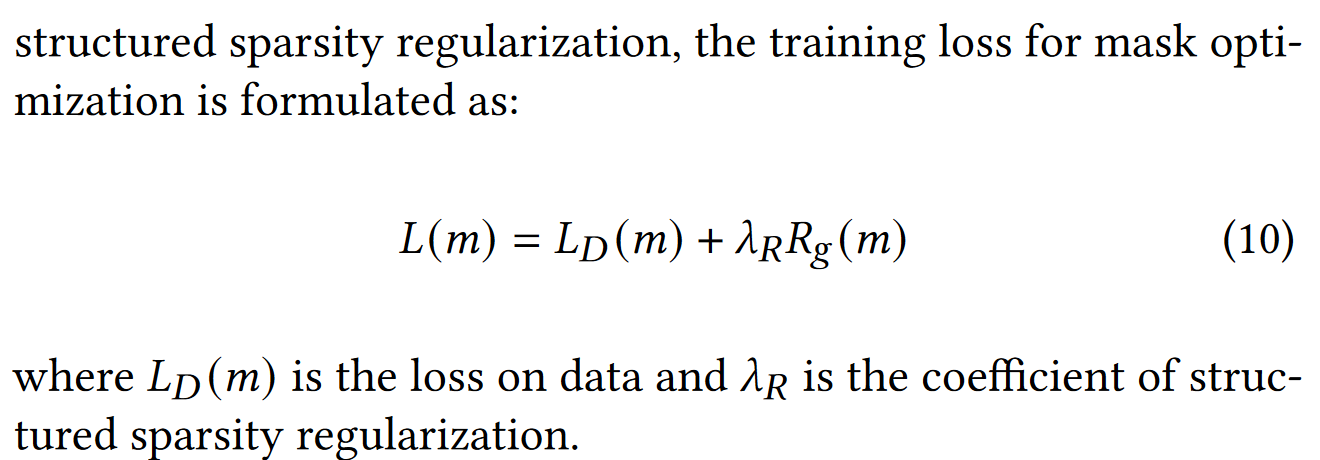 structured sparsity regularization, the training loss for mask opti-
mization is formulated as:
L(m) = L_D(m) + λ_R R_g(m) (10)
where L_D(m) is the loss on data and λ_R is the coefficient of struc-
tured sparsity regularization.